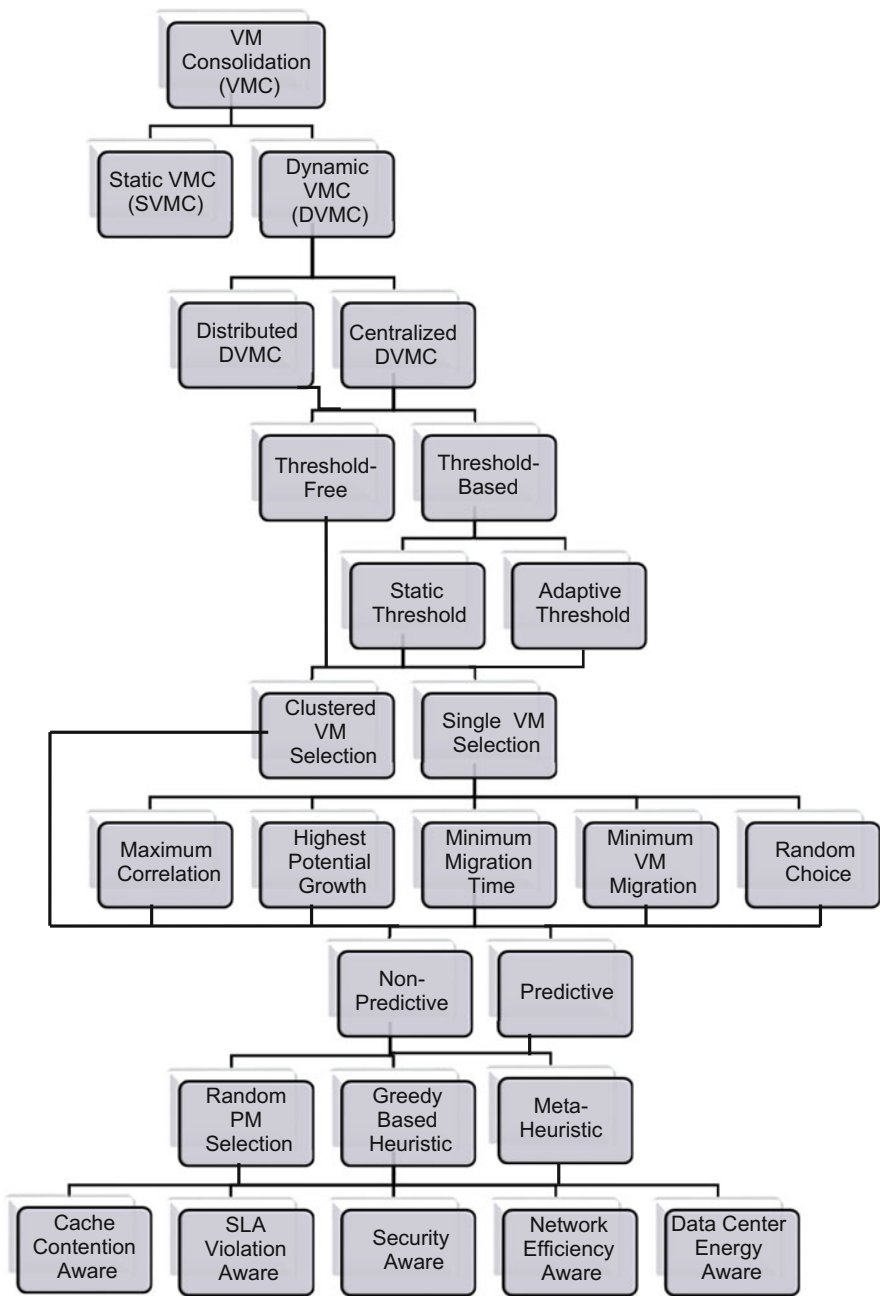 VM
Consolidation
(VMC)
Static VMC
(SVMC)
Dynamic
VMC
(DVMC)
Distributed
DVMC
Centralized
DVMC
Threshold-
Free
Threshold-
Based
Static
Threshold
Adaptive
Threshold
Clustered
VM
Selection
Single VM
Selection
Maximum
Correlation
Highest
Potential
Growth
Minimum
Migration
Time
Minimum
VM
Migration
Random
Choice
Non-
Predictive
Predictive
Random
PM
Selection
Greedy
Based
Heuristic
Meta-
Heuristic
Cache
Contention
Aware
SLA
Violation
Aware
Security
Aware
Network
Efficiency
Aware
Data Center
Energy
Aware